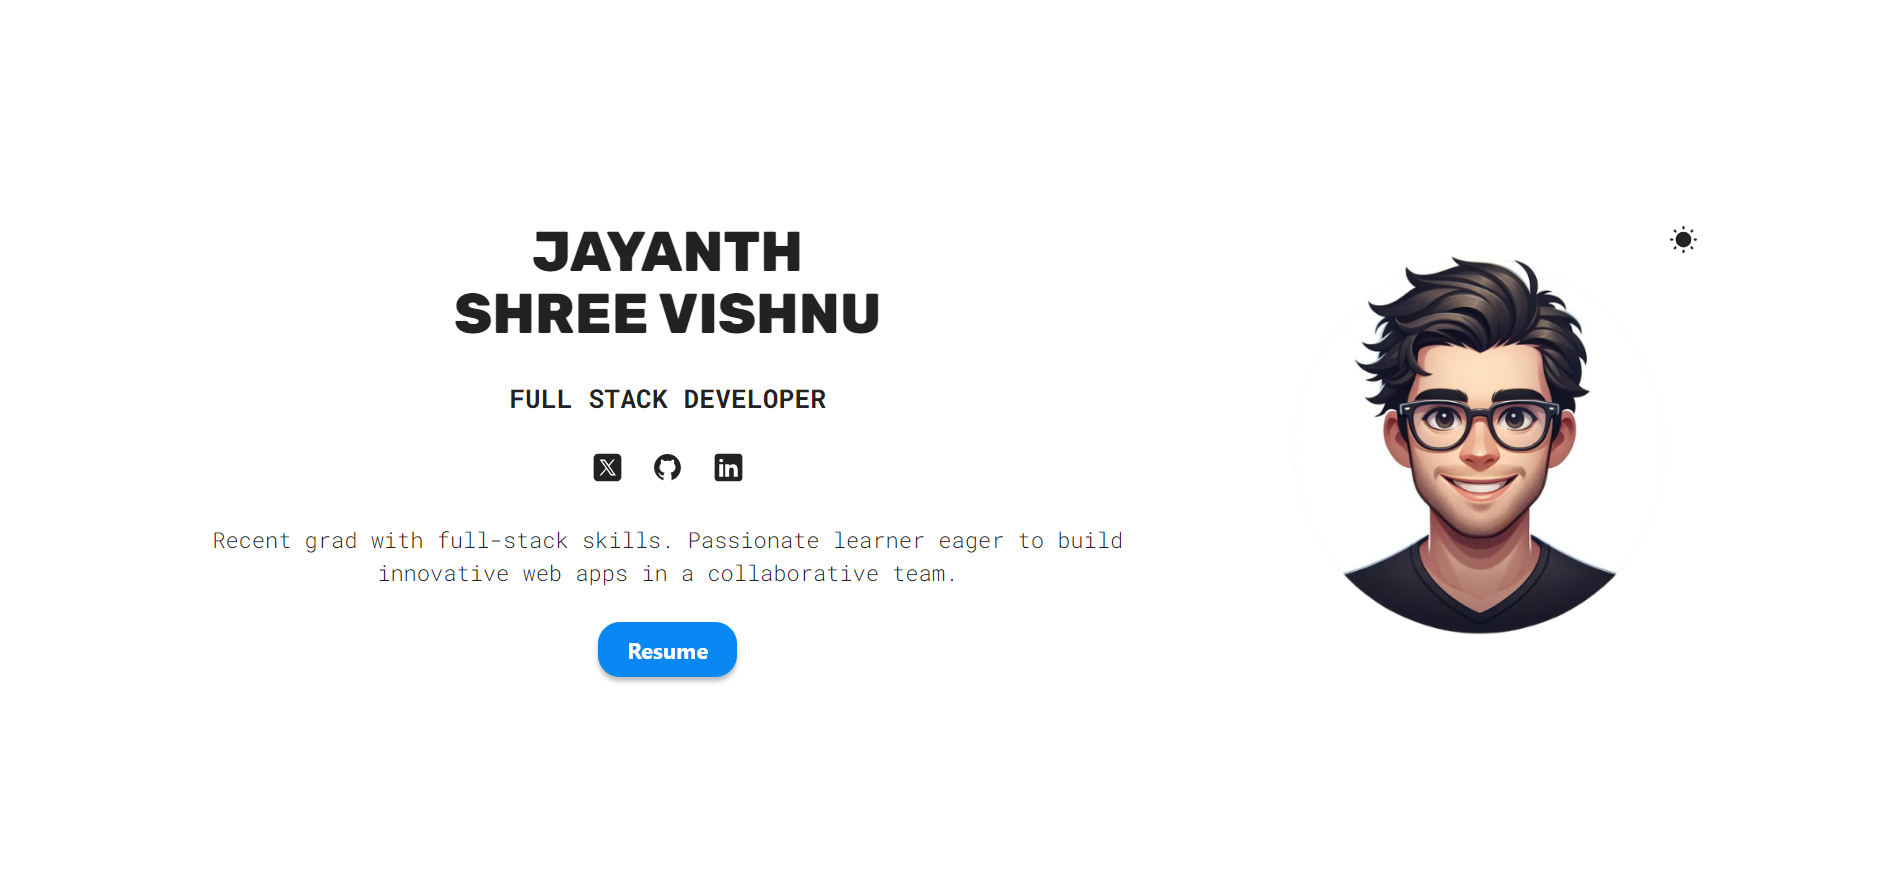 JAYANTH
SHREE VISHNU
FULL STACK DEVELOPER
Recent grad with full-stack skills. Passionate learner eager to build
innovative web apps in a collaborative team.
Resume